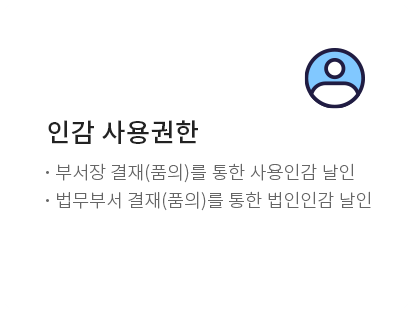 인감 사용권한
· 부서장 결재(품의)를 통한 사용인감 날인
· 법무부서 결재(품의)를 통한 법인인감 날인